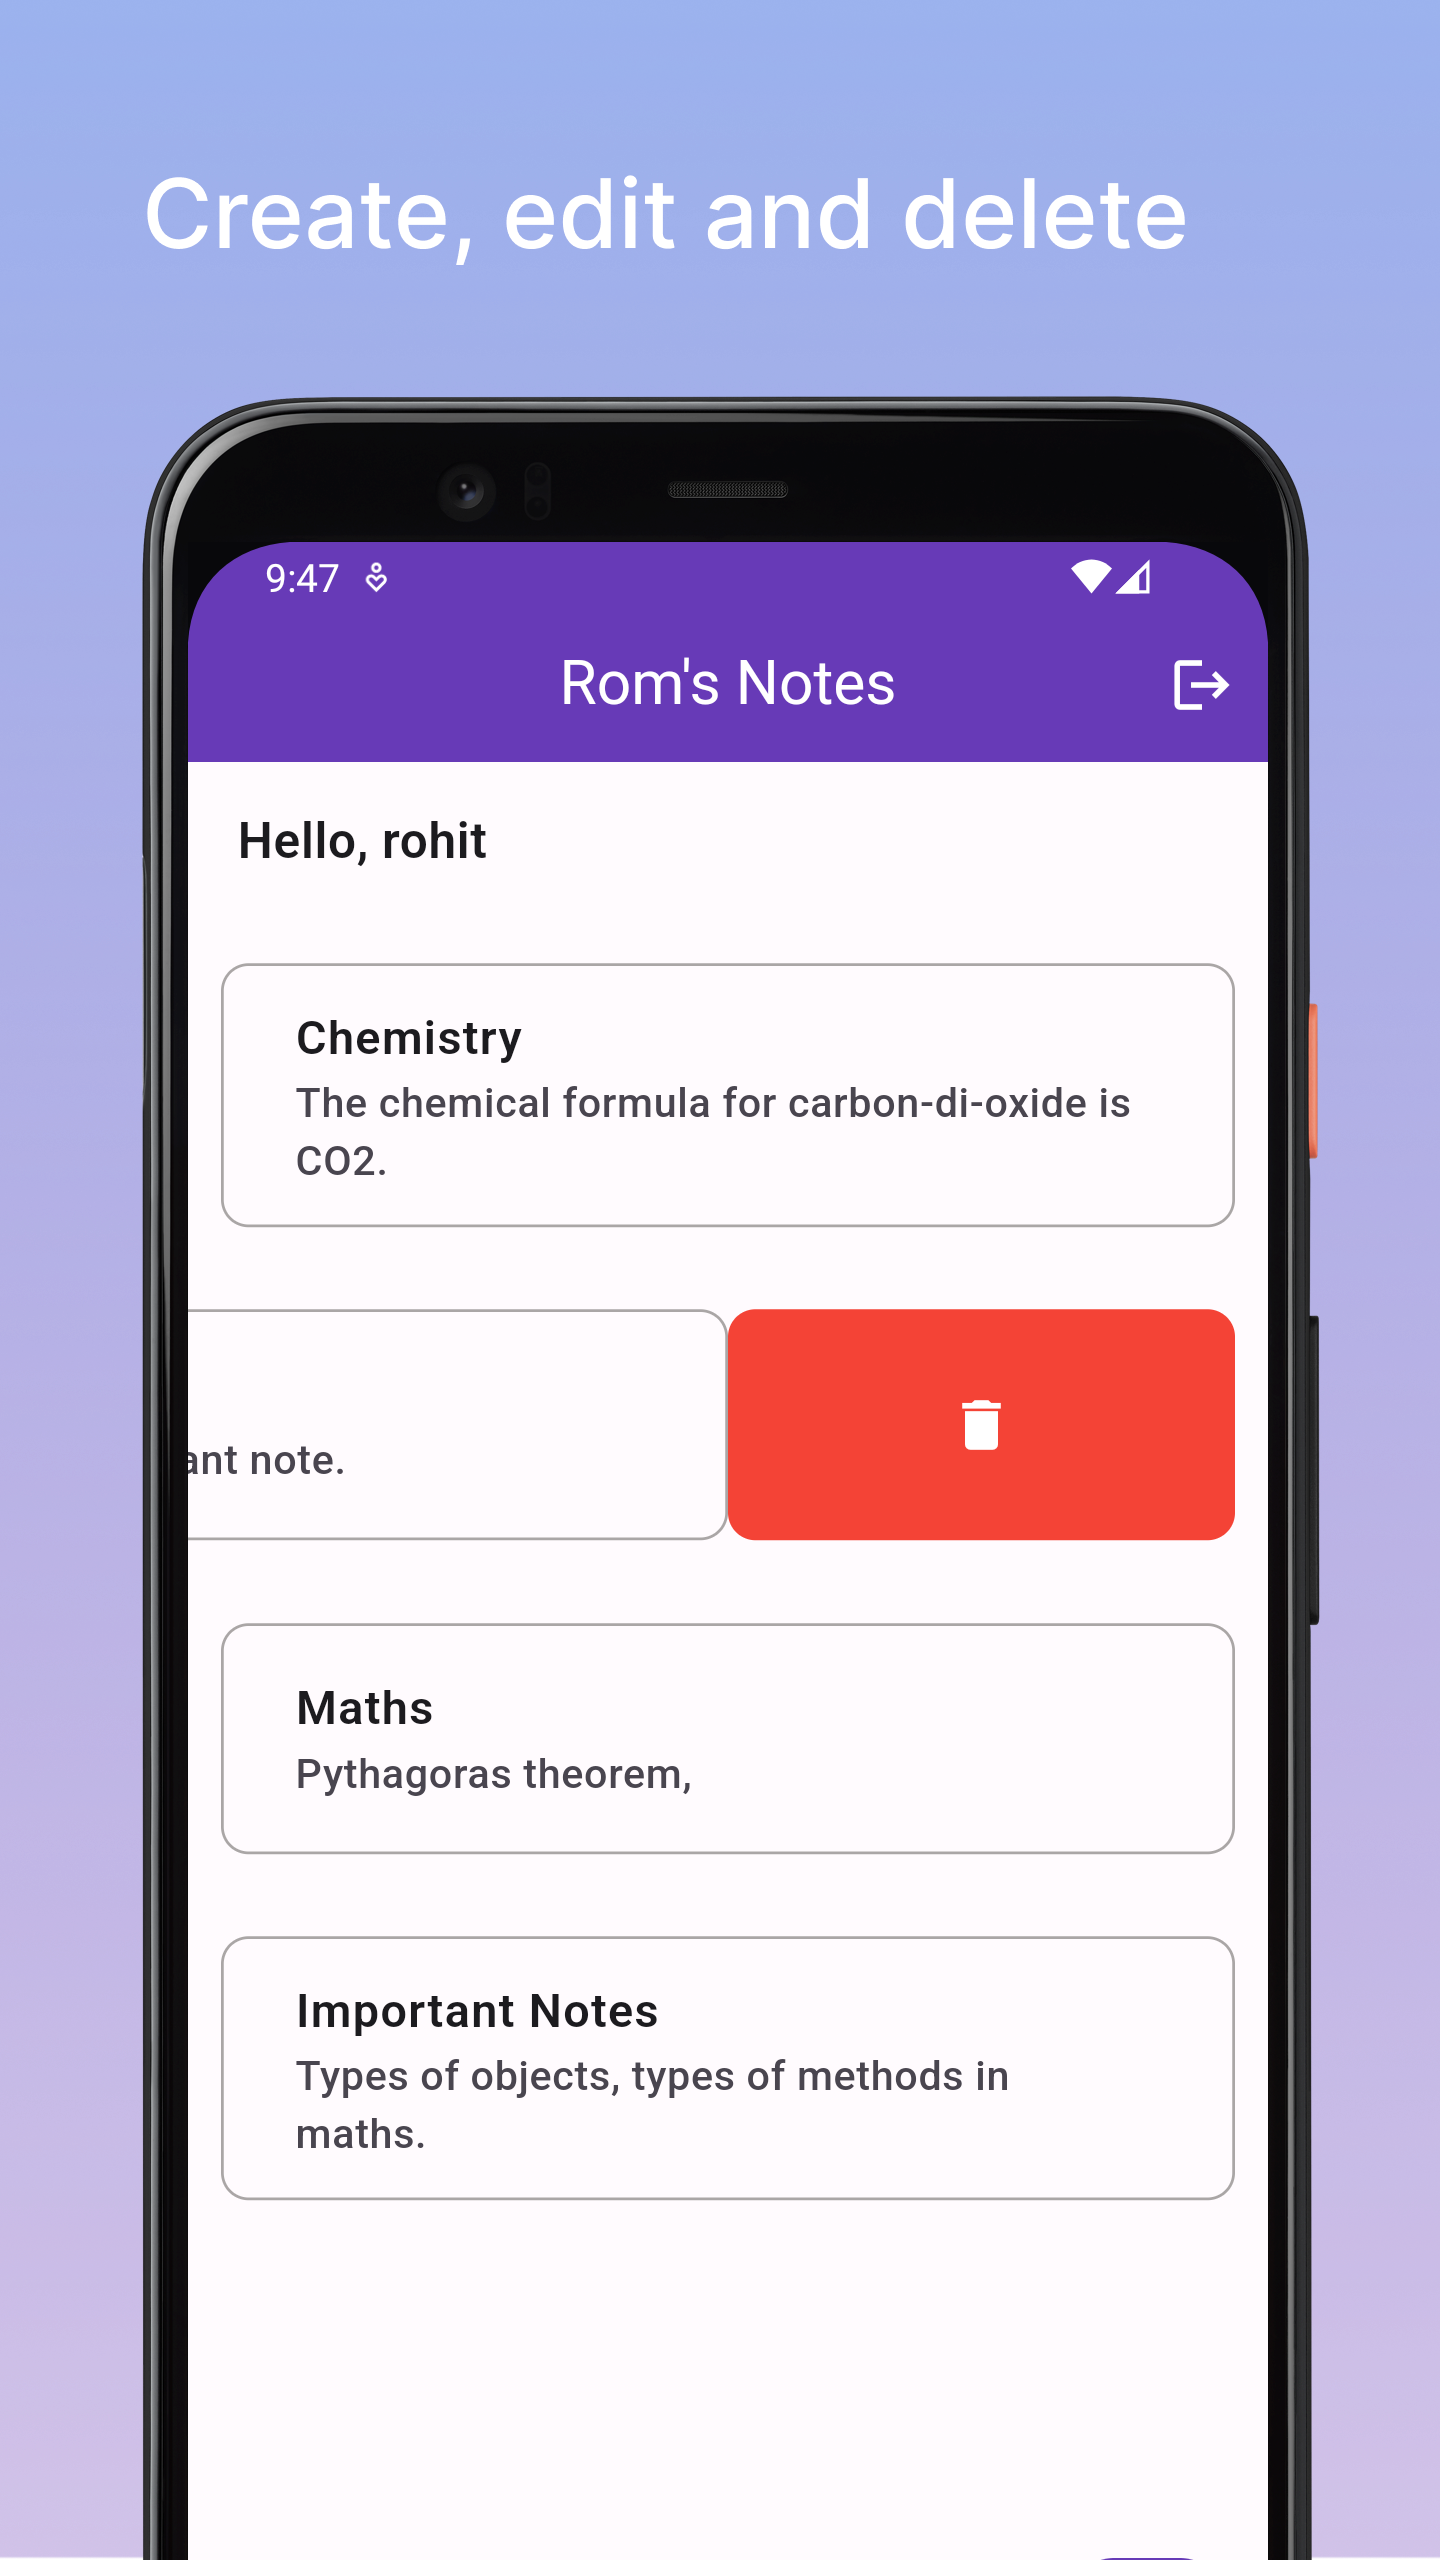 Create, edit and delete
9:47
Rom's Notes
Hello, rohit
Chemistry
The chemical formula for carbon-di-oxide is
CO2.
note.
Maths
Pythagoras theorem,
Important Notes
Types of objects, types of methods in
maths.